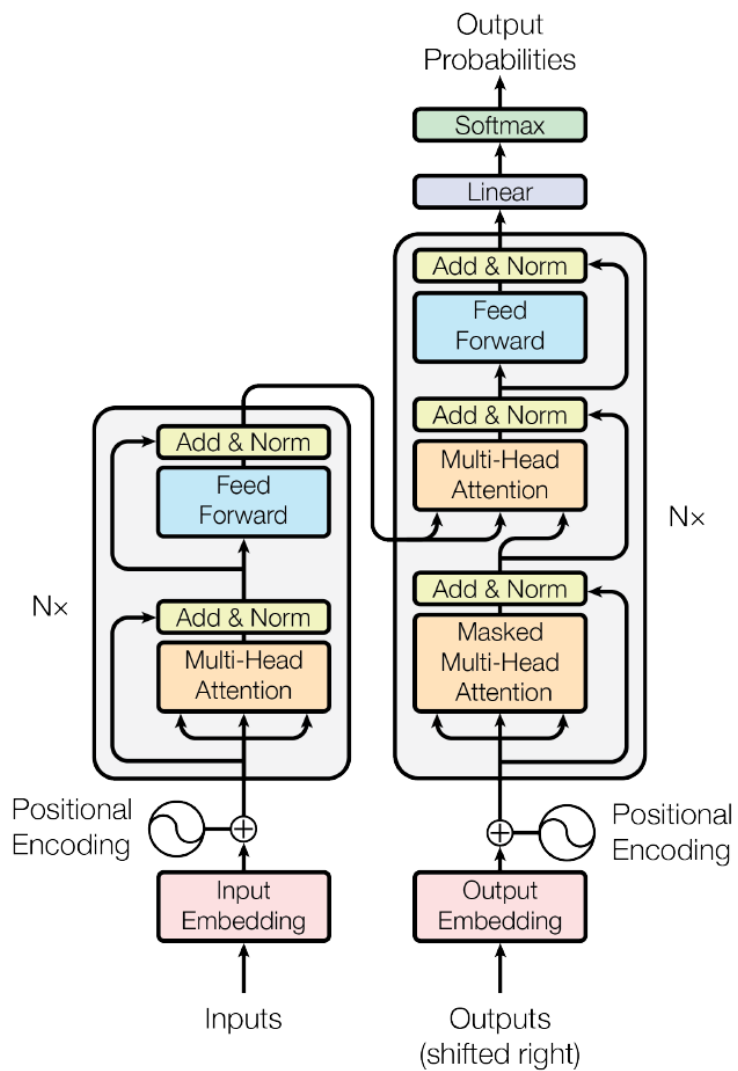 Output
Probabilities
Softmax
Linear
Add & Norm
Feed
Forward
Add & Norm
Multi-Head
Attention
Add & Norm
Masked
Multi-Head
Attention
N×
Add & Norm
Feed
Forward
Add & Norm
Multi-Head
Attention
N×
Positional
Encoding
Positional
Encoding
Input
Embedding
Output
Embedding
Inputs
Outputs
(shifted right)